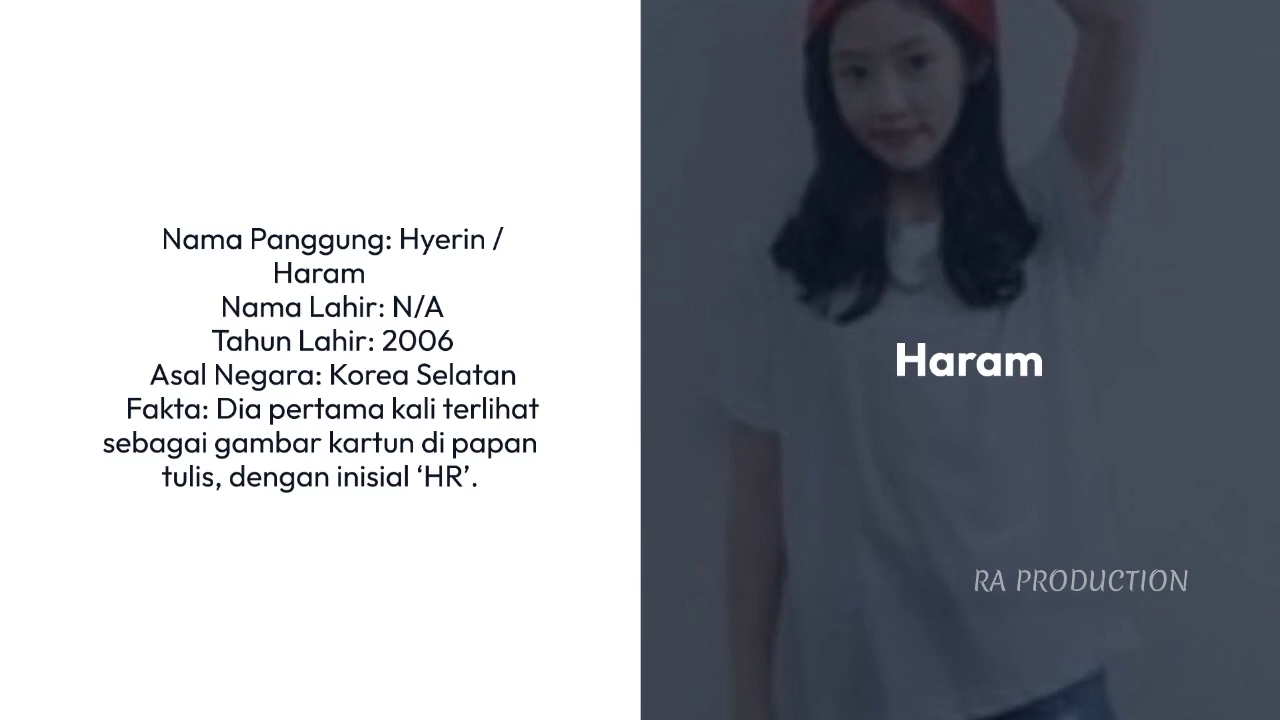 Nama Panggung: Hyerin /
Haram
Nama Lahir: N/A
Tahun Lahir: 2006
Asal Negara: Korea Selatan
Fakta: Dia pertama kali terlihat
sebagai gambar kartun di papan
tulis, dengan inisial ‘HR’.
Haram
RA PRODUCTION